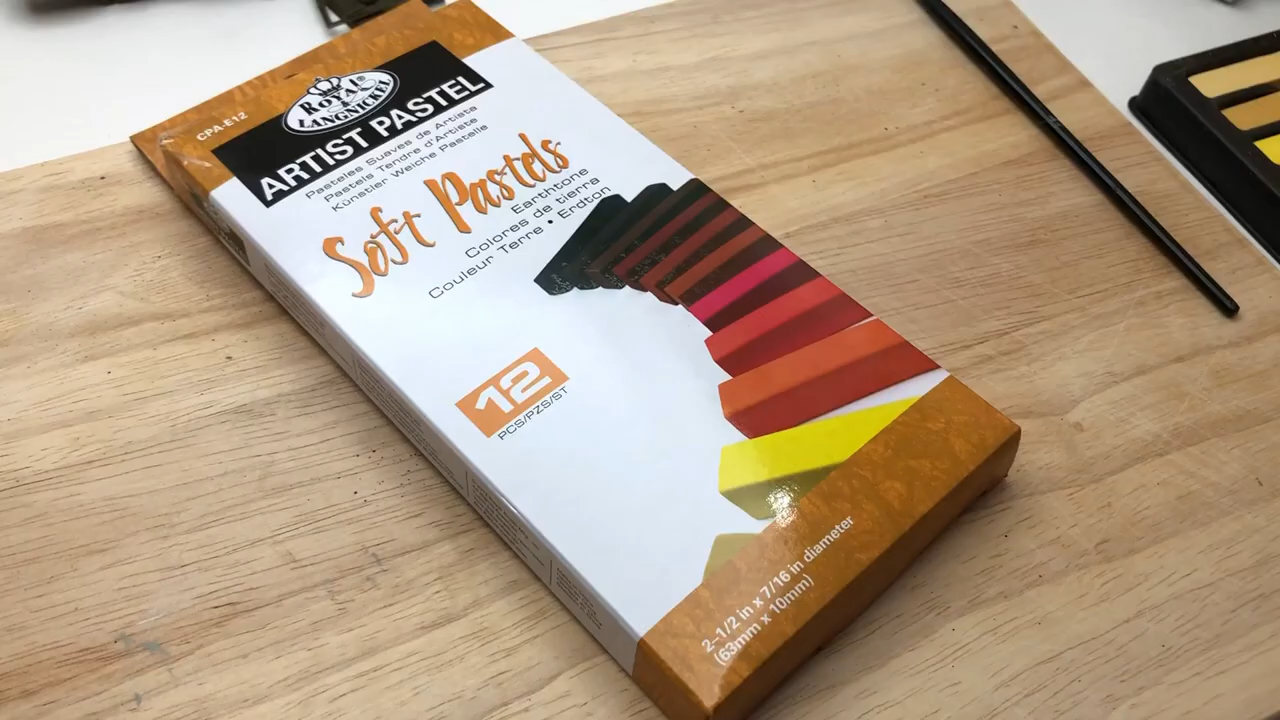 CPA-E12
ROYAL ®
& LANGNICKEL
ARTIST PASTEL
Pasteles Suaves de Artista
Pastels Tendre d'Artiste
Künstler Weiche Pastelle
Soft Pastels
Earthtone
Colores de tierra
Couleur Terre • Erdton
12
PCS/PZS/ST
2-1/2 in x 7/16 in diameter
(63mm x 10mm)